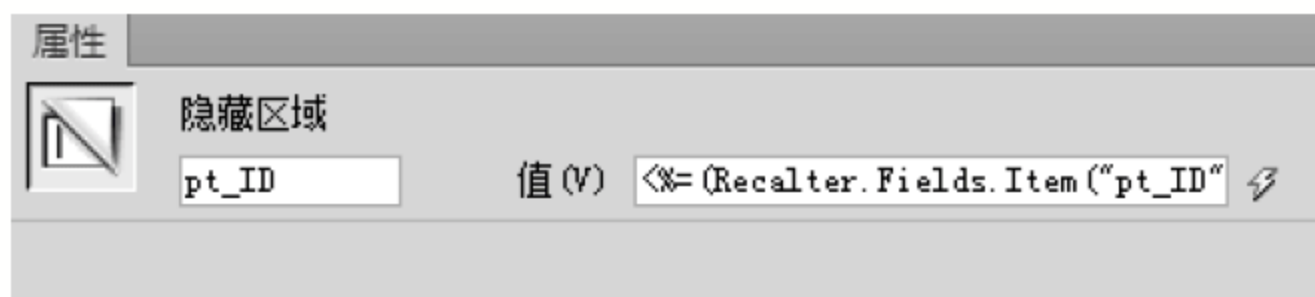 属性
隐藏区域
pt_ID 值(V) <%=(Recalter.Fields.Item("pt_ID"